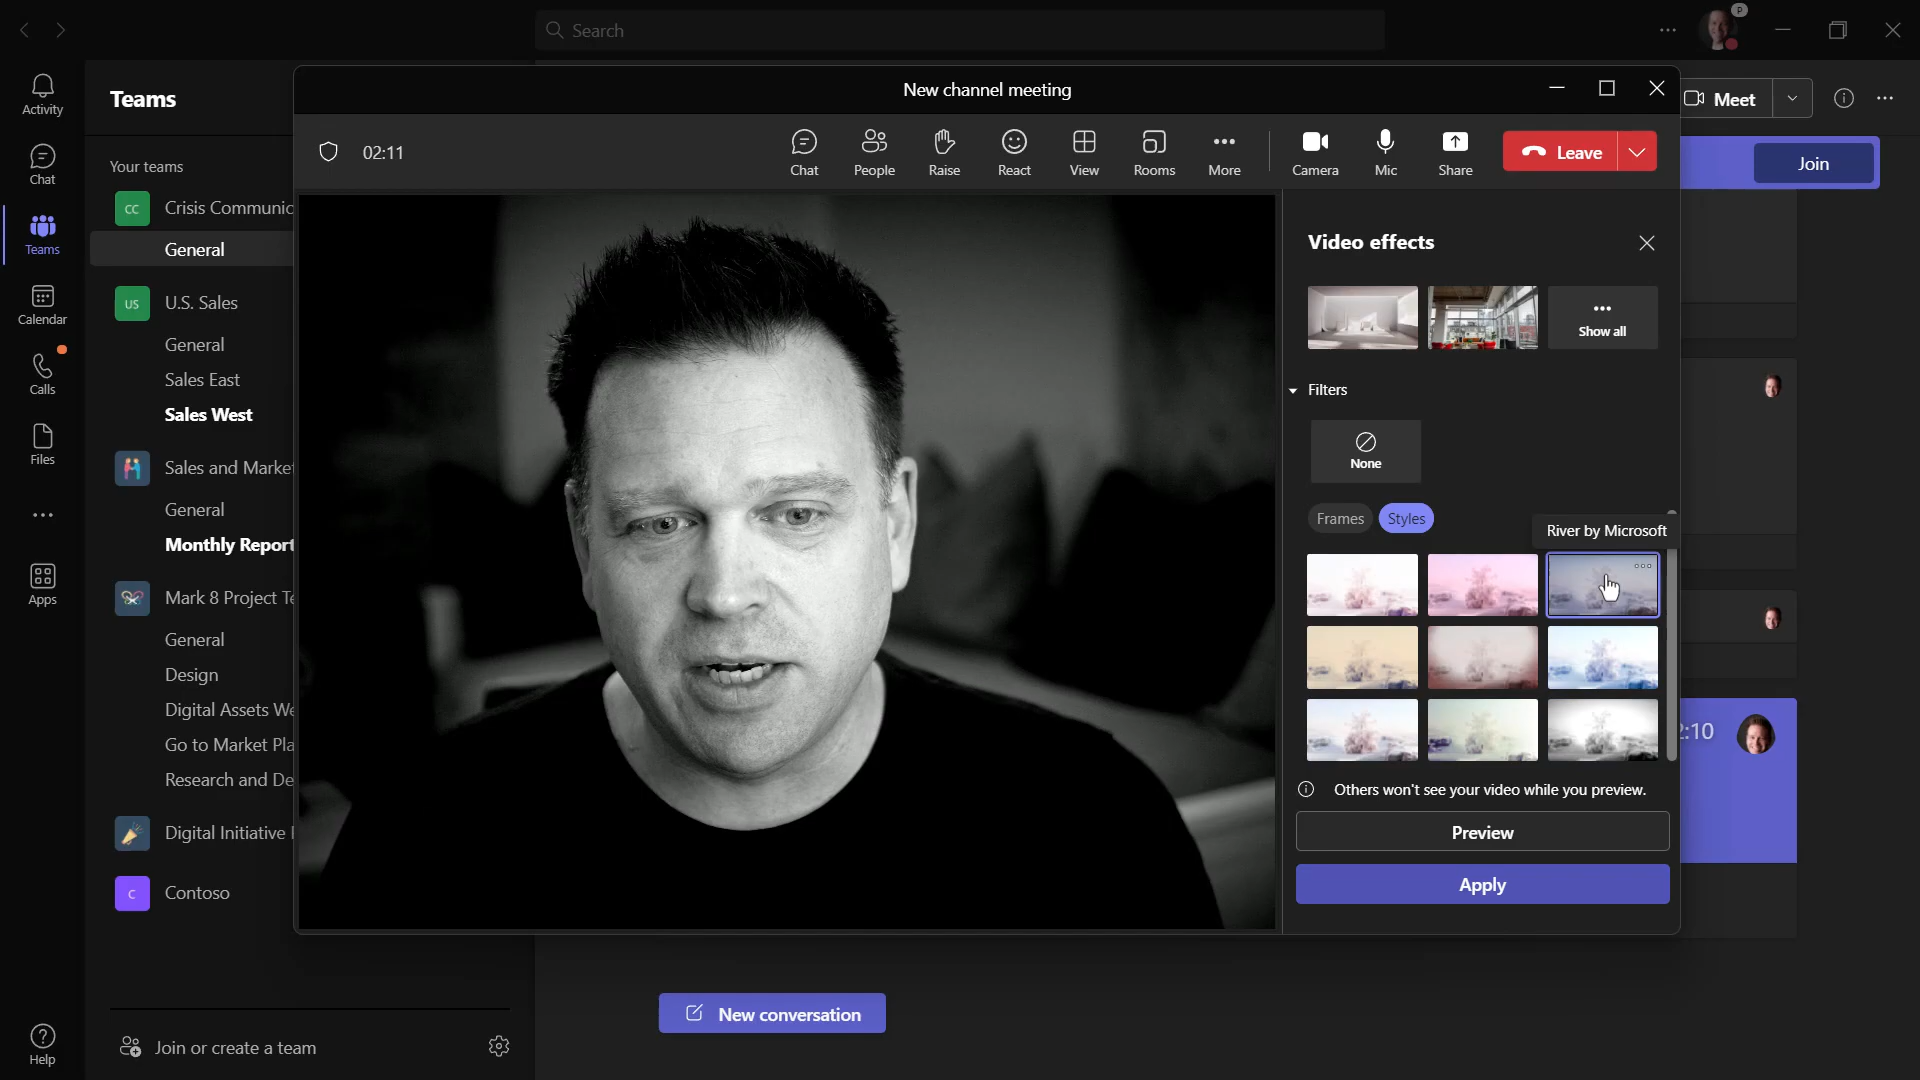 Search
P
Activity
Chat
Teams
Calendar
Calls
Files
Apps
Help
Teams
Your teams
CC Crisis Communic
General
US U.S. Sales
General
Sales East
Sales West
Sales and Marke
General
Monthly Report
Mark 8 Project Te
General
Design
Digital Assets We
Go to Market Pla
Research and De
Digital Initiative
C Contoso
Join or create a team
New channel meeting
02:11
Chat
People
Raise
React
View
Rooms
More
Camera
Mic
Share
Leave
Meet
Join
Video effects
Show all
Filters
None
Frames
Styles
River by Microsoft
Others won't see your video while you preview.
Preview
Apply
2:10
New conversation